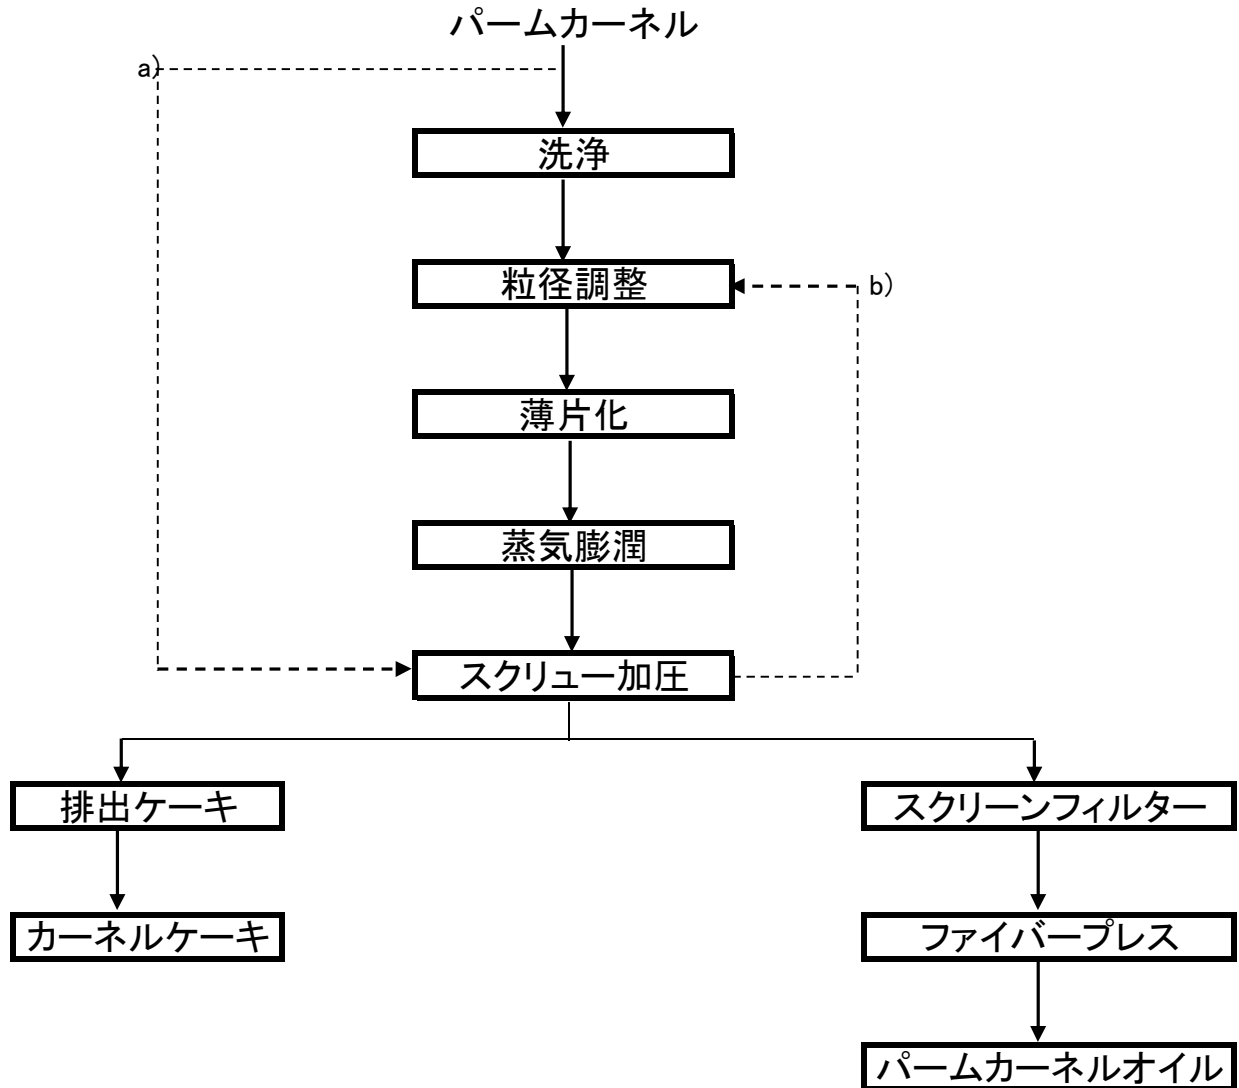 パームカーネル
a）
洗浄
粒径調整
b）
薄片化
蒸気膨潤
スクリュー加圧
排出ケーキ
スクリーンフィルター
カーネルケーキ
ファイバープレス
パームカーネルオイル